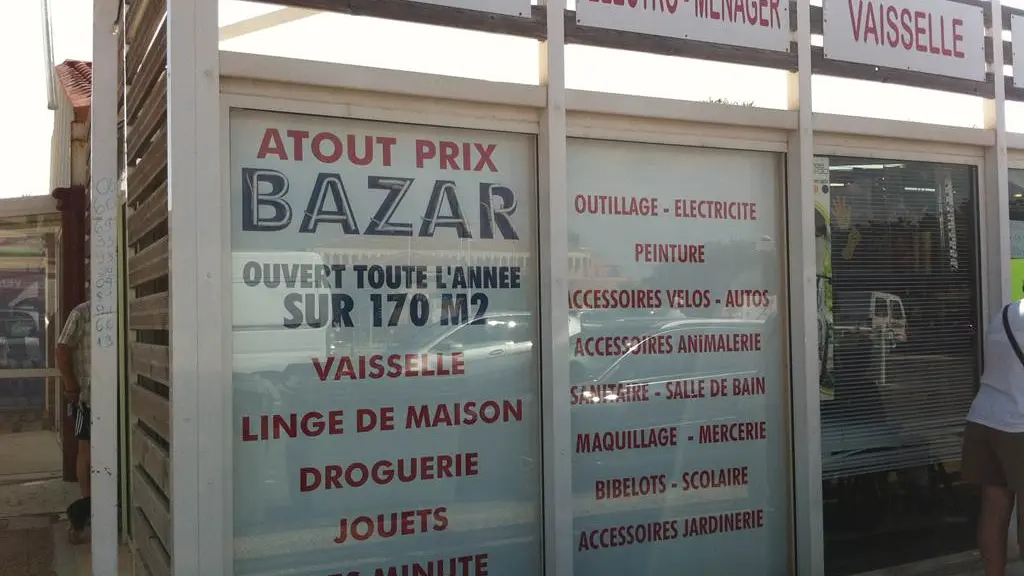 ELECTRO - MENAGER
VAISSELLE
ATOUT PRIX
BAZAR
OUVERT TOUTE L'ANNEE
SUR 170 M2
VAISSELLE
LINGE DE MAISON
DROGUERIE
JOUETS
MINUTE
OUTILLAGE - ELECTRICITE
PEINTURE
ACCESSOIRES VELOS - AUTOS
ACCESSOIRES ANIMALERIE
SANITAIRE - SALLE DE BAIN
MAQUILLAGE - MERCERIE
BIBELOTS - SCOLAIRE
ACCESSOIRES JARDINERIE